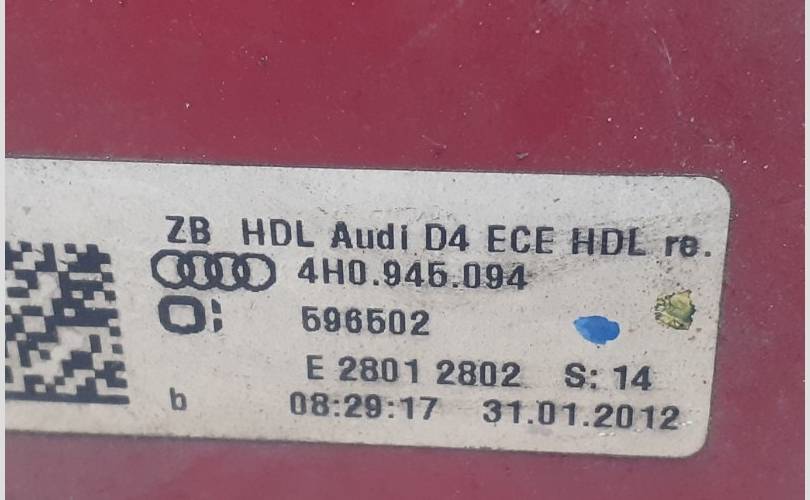 ZB HDL Audi D4 ECE HDL re.
4H0.945.094
596502
E 2801 2802 S: 14
b 08:29:17 31.01.2012